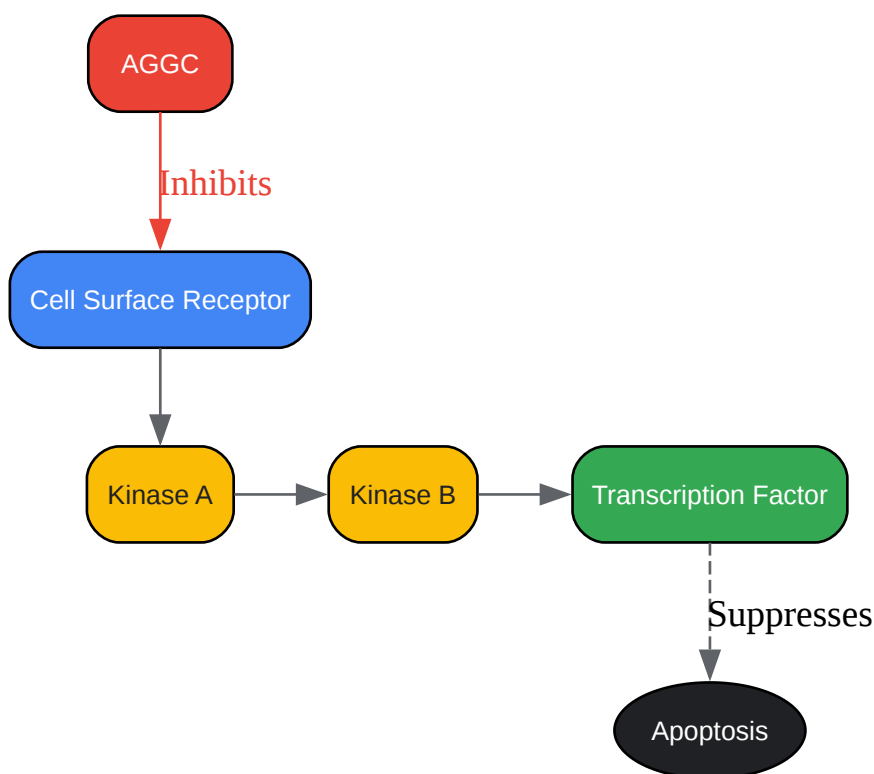 AGGC
Inhibits
Cell Surface Receptor
Kinase A
Kinase B
Transcription Factor
Suppresses
Apoptosis